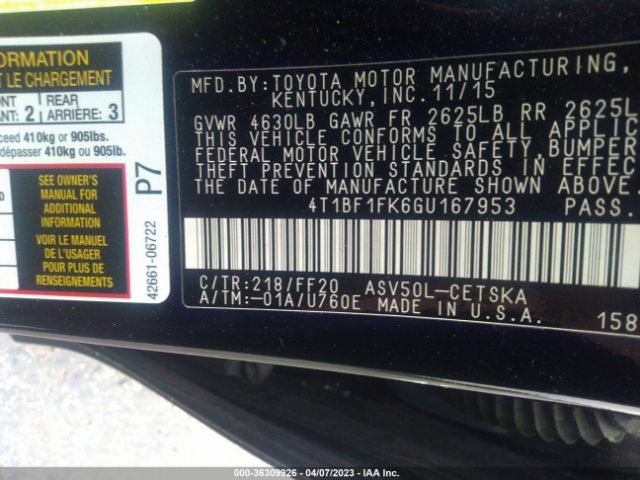 ORMATION
T LE CHARGEMENT
ONT 2 REAR 3
ANT: ARRIÈRE:
ceed 410kg or 905lbs.
dépasser 410kg ou 905lb.
SEE OWNER'S
MANUAL FOR
ADDITIONAL
INFORMATION
VOIR LE MANUEL
DE L'USAGER
POUR PLUS DE
RENSEIGNEMENTS
P7
42661-06722
MFD.BY:TOYOTA MOTOR MANUFACTURING,
KENTUCKY,INC.11/15
GVWR 4630LB GAWR FR 2625LB RR 2625L
THIS VEHICLE CONFORMS TO ALL APPLIC
FEDERAL MOTOR VEHICLE SAFETY, BUMPER
THEFT PREVENTION STANDARDS IN EFFEC
THE DATE OF MANUFACTURE SHOWN ABOVE.
4T1BF1FK6GU167953 PASS.
C/TR:218/FF20 ASV50L-CETSKA
A/TM:-01A/U760E MADE IN U.S.A. 158
000-36309926 - 04/07/2023 - IAA Inc.